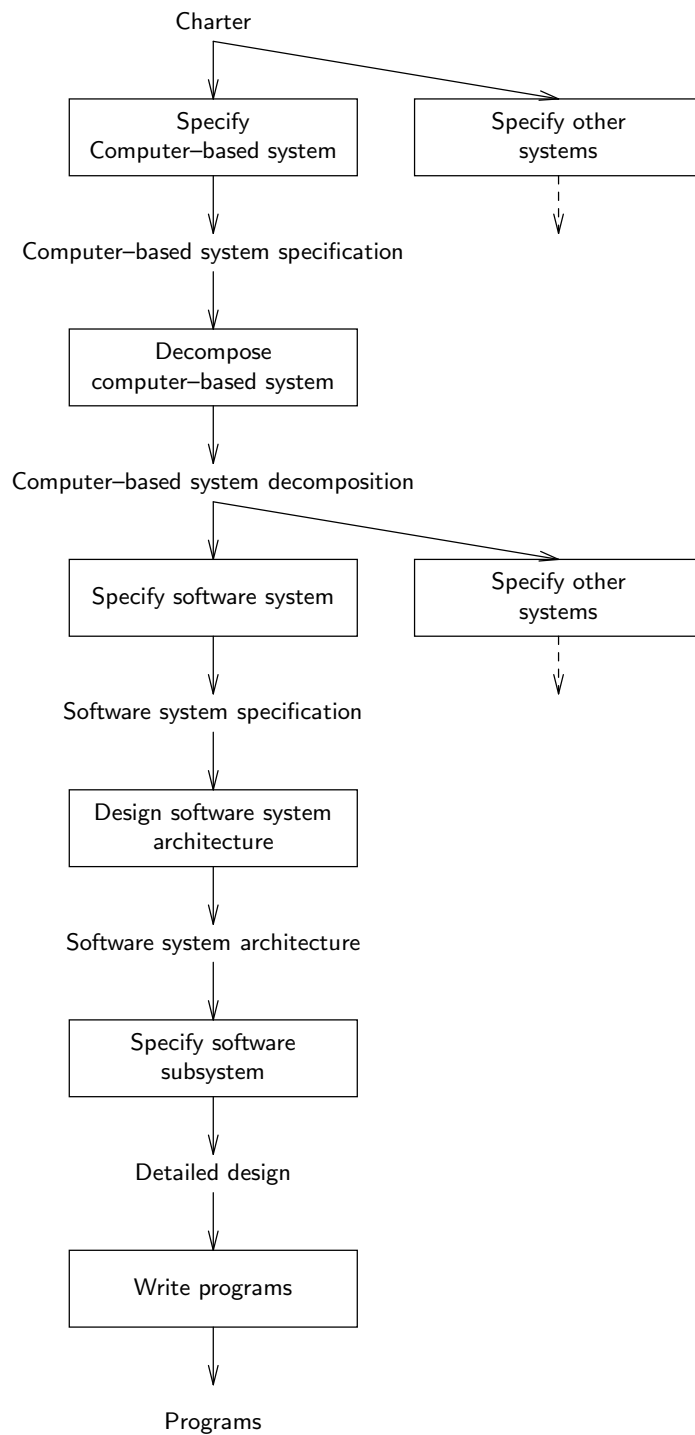 Charter
Specify
Computer–based system
Specify other
systems
Computer–based system specification
Decompose
computer–based system
Computer–based system decomposition
Specify software system
Specify other
systems
Software system specification
Design software system
architecture
Software system architecture
Specify software
subsystem
Detailed design
Write programs
Programs